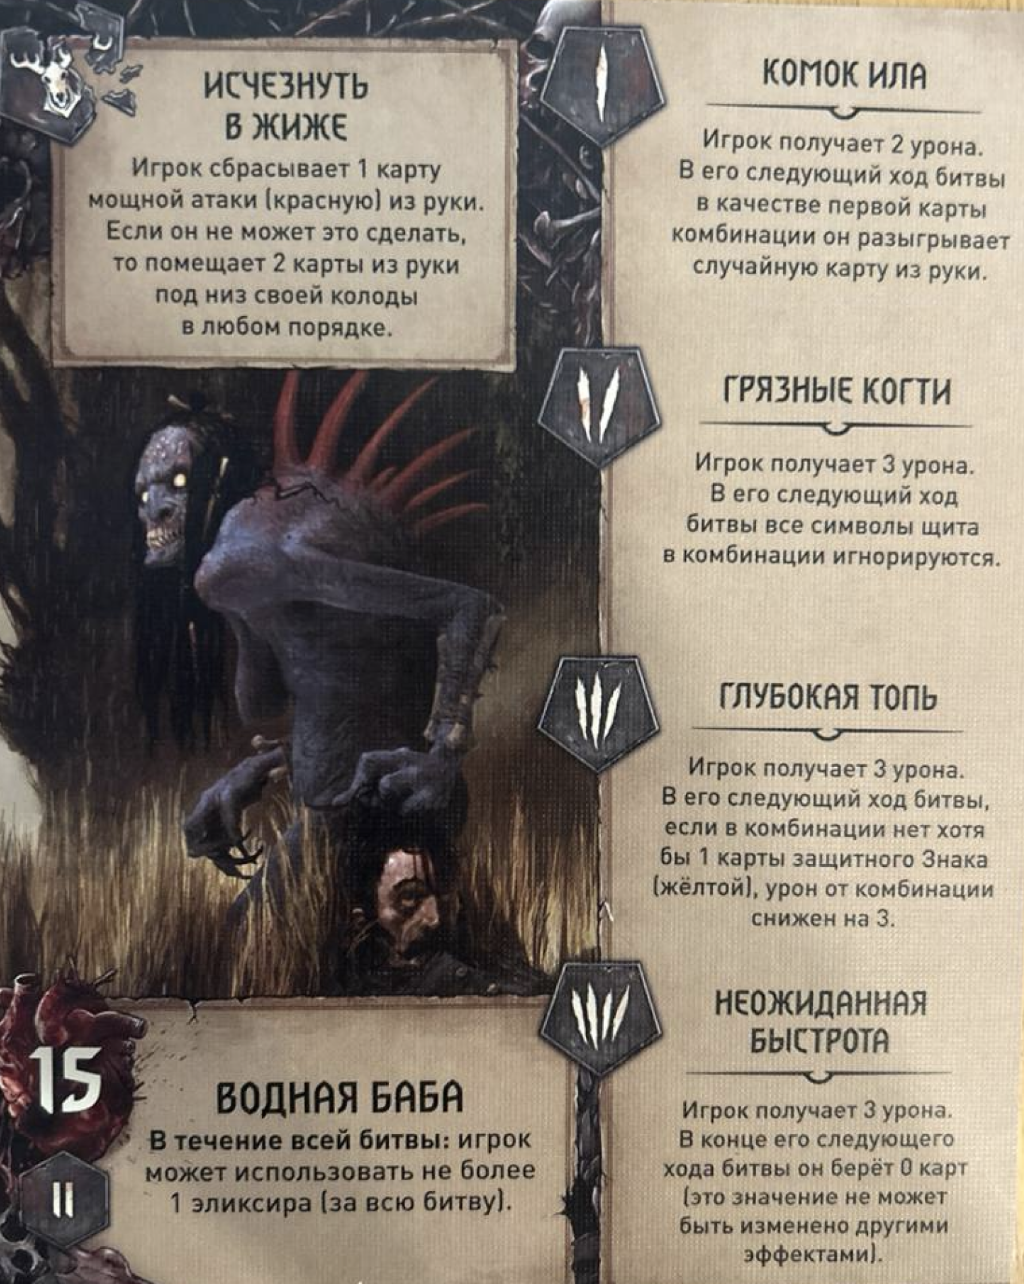 ИСЧЕЗНУТЬ
В ЖИЖЕ
Игрок сбрасывает 1 карту
мощной атаки (красную) из руки.
Если он не может это сделать,
то помещает 2 карты из руки
под низ своей колоды
в любом порядке.
15
II
ВОДНАЯ БАБА
В течение всей битвы: игрок
может использовать не более
1 эликсира (за всю битву).
КОМОК ИЛА
Игрок получает 2 урона.
В его следующий ход битвы
в качестве первой карты
комбинации он разыгрывает
случайную карту из руки.
ГРЯЗНЫЕ КОГТИ
Игрок получает 3 урона.
В его следующий ход
битвы все символы щита
в комбинации игнорируются.
ГЛУБОКАЯ ТОПЬ
Игрок получает 3 урона.
В его следующий ход битвы,
если в комбинации нет хотя
бы 1 карты защитного Знака
(жёлтой), урон от комбинации
снижен на 3.
НЕОЖИДАННАЯ
БЫСТРОТА
Игрок получает 3 урона.
В конце его следующего
хода битвы он берёт 0 карт
(это значение не может
быть изменено другими
эффектами).